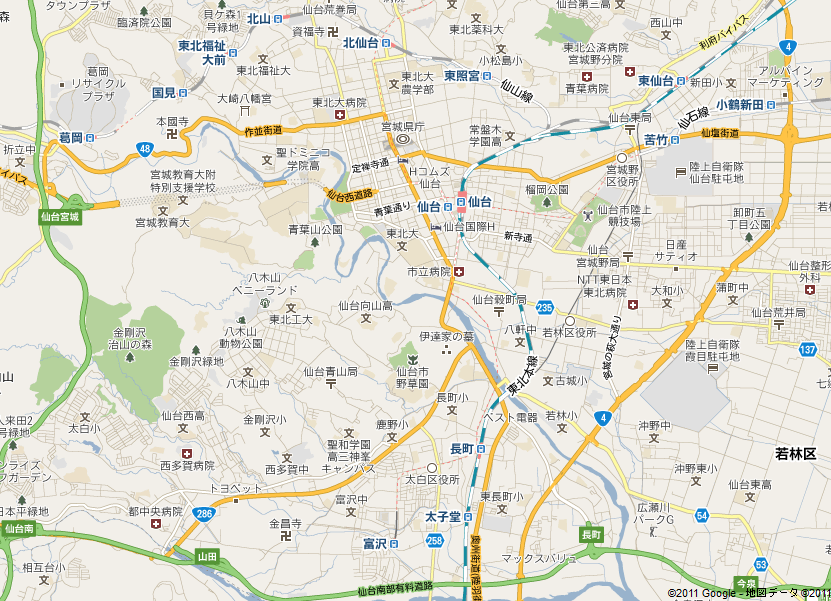 タウンプラザ
臨済院公園
貝ケ森1
号緑地
北山
仙台荒巻局
資福寺
北仙台
仙台第三高
東北
薬科大
小松島小
東北公済病院
宮城野分院
西山中
利府バイパス
4
東北福祉
大前
東北福祉大
葛岡
リサイクル
プラザ
国見
大崎八幡宮
東北大
農学部
東照宮
仙山線
青葉病院
東仙台
新田小
アルパイン
マーケティング
小鶴新田
東北大病院
本國寺
作並街道
宮城県庁
常盤木
学園高
仙台東局
仙石線
苦竹
仙塩街道
葛岡
折立中
48
聖ドミニコ
学院高
定禅寺通
Hコムズ
仙台
宮城野
区役所
陸上自衛隊
仙台駐屯地
宮城教育大附
特別支援学校
仙台西道路
榴岡公園
仙台宮城
宮城教育大
青葉通り
仙台
仙台
仙台市陸上
競技場
卸町五
丁目公園
青葉山公園
東北大
仙台国際H
新寺通
仙台
宮城野局
日産
サティオ
市立病院
NTT東日本
東北病院
仙台整形
外科
八木山
ベニーランド
仙台向山高
仙台穀町局
235
大和小
蒲町中
仙台荒井局
東北工大
八木山
動物公園
伊達家の墓
八軒中
若林区役所
137
金剛沢
治山の森
金剛沢緑地
仙台市
野草園
東北本線
陸上自衛隊
霞目駐屯地
八木山中
仙台青山局
古城小
仙台西高
太白小
金剛沢小
長町小
ベスト電器
若林小
4
沖野中
若林区
鹿野小
聖和学園
高三神峯
キャンパス
長町
西多賀病院
西多賀中
太白区役所
沖野東小
仙台東高
トヨペット
富沢中
東長町小
広瀬川
パークG
都中央病院
286
金昌寺
太子堂
54
仙台南
山田
富沢
258
マックスバリュ
長町
53
相互台小
仙台南部有料道路
今泉
©2011 Google - 地図データ ©2011